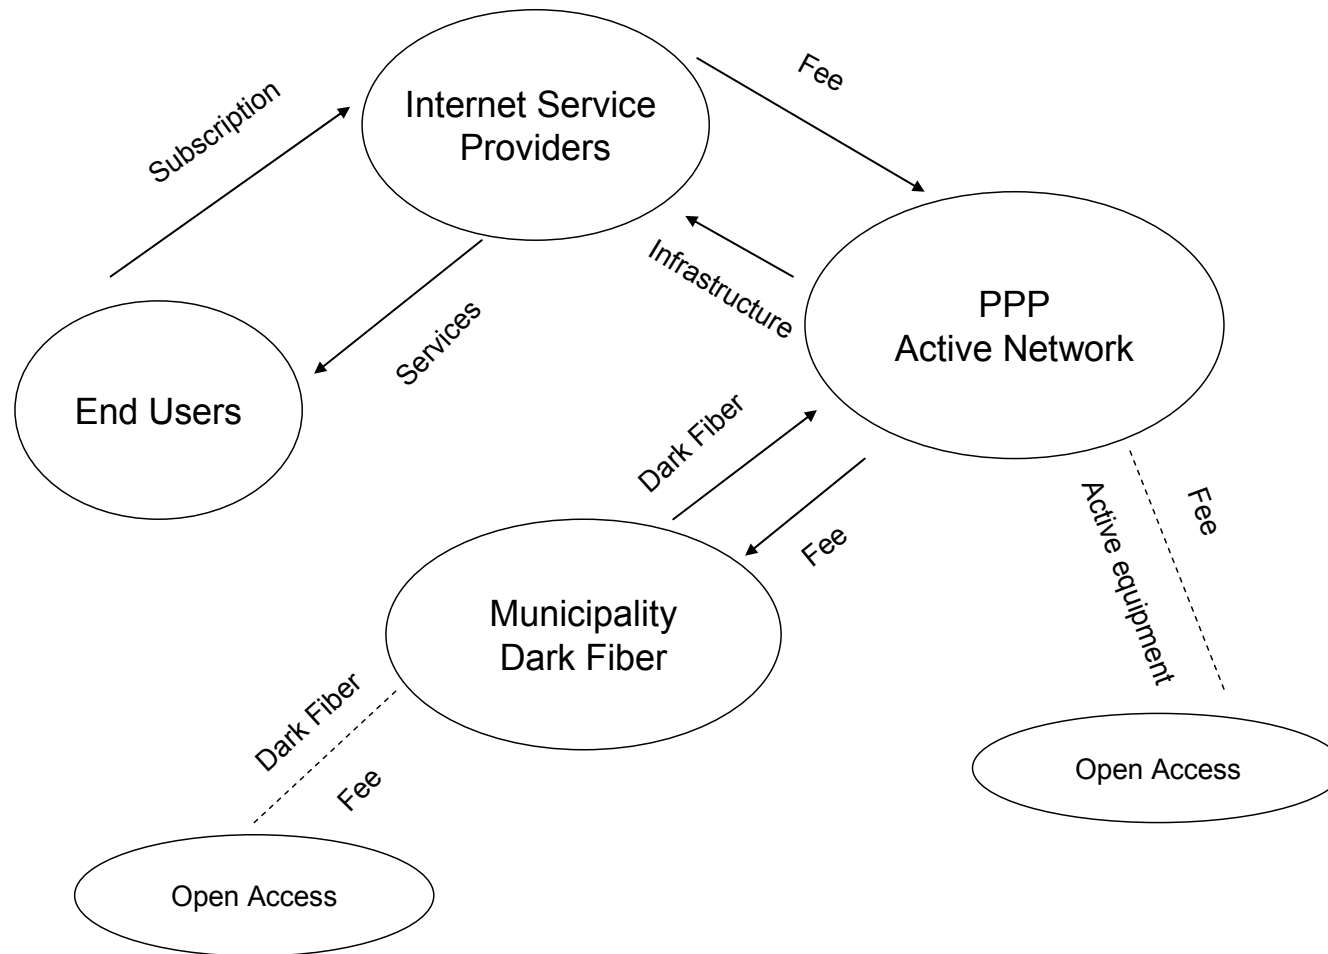 Fee
Subscription
Internet Service
Providers
Infrastructure
PPP
Active Network
Services
End Users
Dark Fiber
Fee
Active equipment
Fee
Municipality
Dark Fiber
Dark Fiber
Fee
Open Access
Open Access